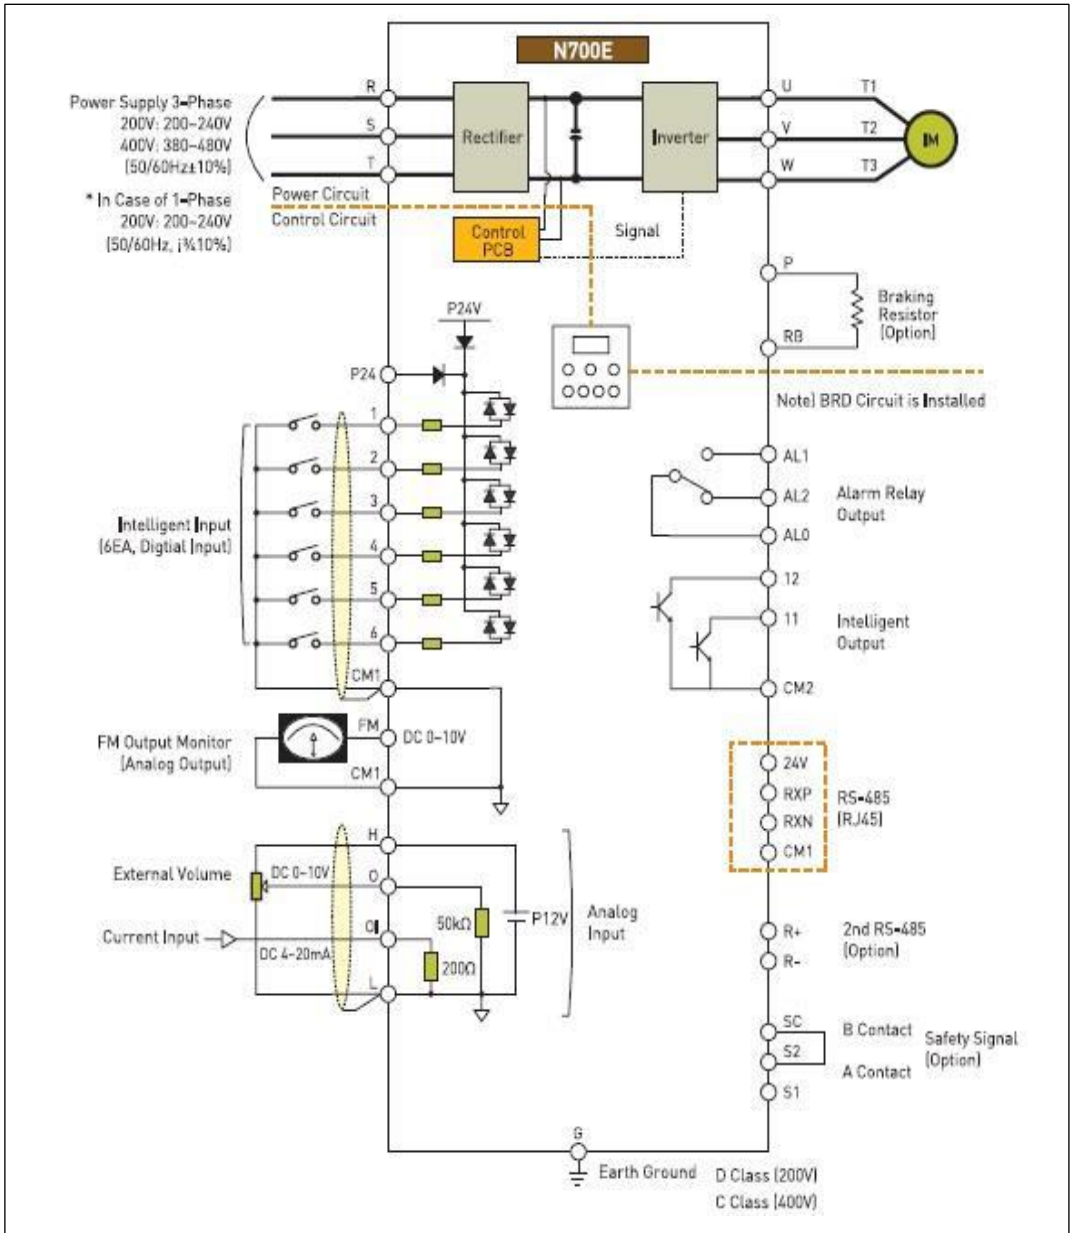 N700E
Power Supply 3-Phase
200V: 200~240V
400V: 380~480V
(50/60Hz±10%)
* In Case of 1-Phase
200V: 200~240V
(50/60Hz, ¡¾10%)
R
S
T
Rectifier
Inverter
U
V
W
T1
T2
T3
IM
Power Circuit
Control Circuit
Control
PCB
Signal
P
RB
Braking
Resistor
(Option)
Note) BRD Circuit is Installed
P24V
P24
1
2
3
4
5
6
CM1
Intelligent Input
(6EA, Digtial Input)
AL1
AL2
AL0
Alarm Relay
Output
12
11
CM2
Intelligent
Output
FM Output Monitor
(Analog Output)
FM
DC 0~10V
CM1
24V
RXP
RXN
CM1
RS-485
(RJ45)
H
O
OI
L
External Volume
DC 0~10V
Current Input
DC 4~20mA
50kΩ
200Ω
P12V
Analog
Input
R+
R-
2nd RS-485
(Option)
SC
S2
S1
B Contact
A Contact
Safety Signal
(Option)
G
Earth Ground
D Class (200V)
C Class (400V)